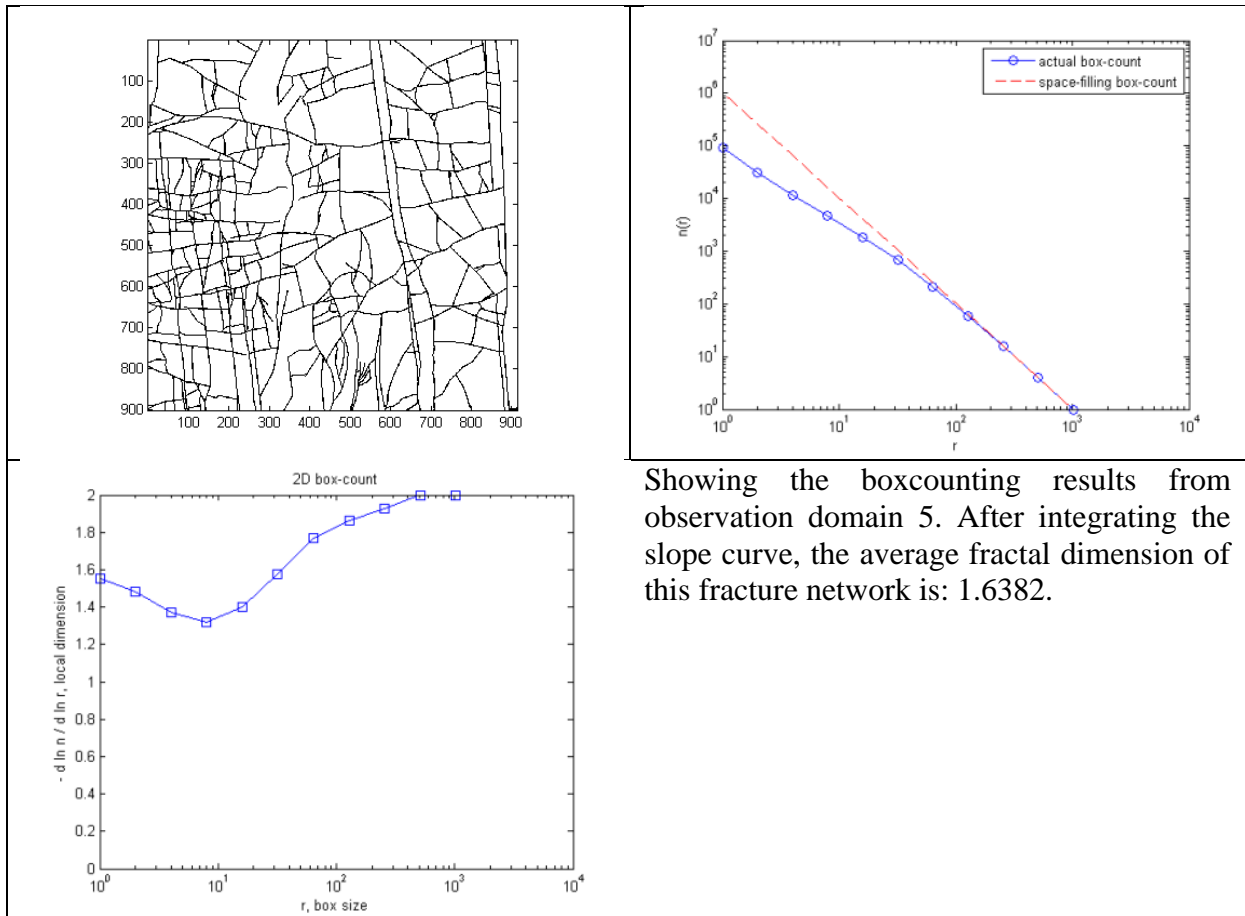 100
200
300
400
500
600
700
800
900
100 200 300 400 500 600 700 800 900
10^7
10^6
10^5
10^4
10^3
10^2
10^1
10^0
n(r)
actual box-count
space-filling box-count
10^0 10^1 10^2 10^3 10^4
r
2D box-count
2
1.8
1.6
1.4
1.2
1
0.8
0.6
0.4
0.2
0
- d ln n / d ln r, local dimension
10^0 10^1 10^2 10^3 10^4
r, box size
Showing the boxcounting results from
observation domain 5. After integrating the
slope curve, the average fractal dimension of
this fracture network is: 1.6382.